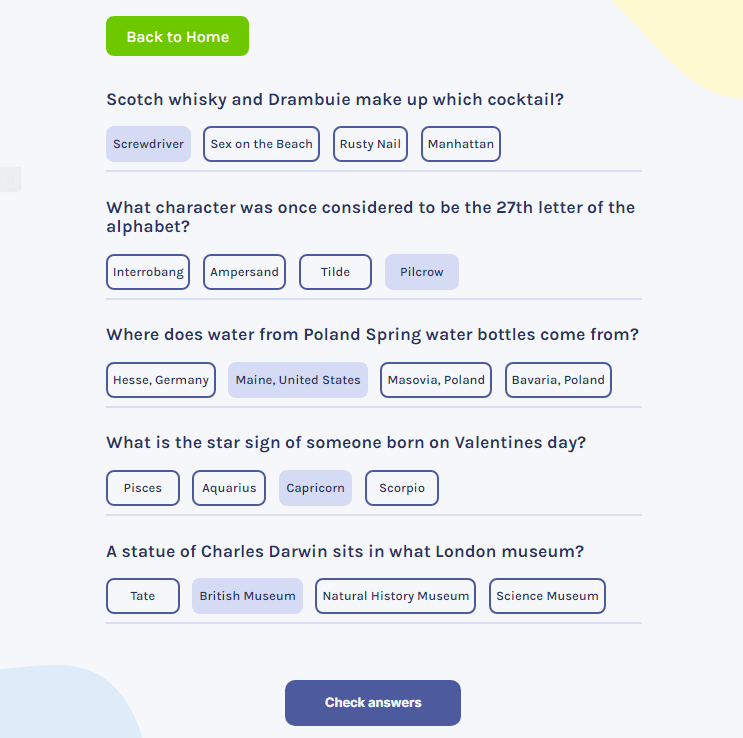 Back to Home
Scotch whisky and Drambuie make up which cocktail?
Screwdriver Sex on the Beach Rusty Nail Manhattan
What character was once considered to be the 27th letter of the
alphabet?
Interrobang Ampersand Tilde Pilcrow
Where does water from Poland Spring water bottles come from?
Hesse, Germany Maine, United States Masovia, Poland Bavaria, Poland
What is the star sign of someone born on Valentines day?
Pisces Aquarius Capricorn Scorpio
A statue of Charles Darwin sits in what London museum?
Tate British Museum Natural History Museum Science Museum
Check answers